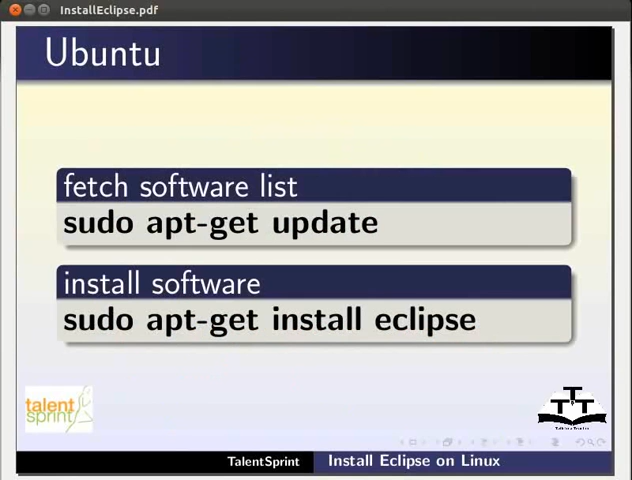 InstallEclipse.pdf
Ubuntu
fetch software list
sudo apt-get update
install software
sudo apt-get install eclipse
talent
sprint
TTT
TalentSprint
Install Eclipse on Linux